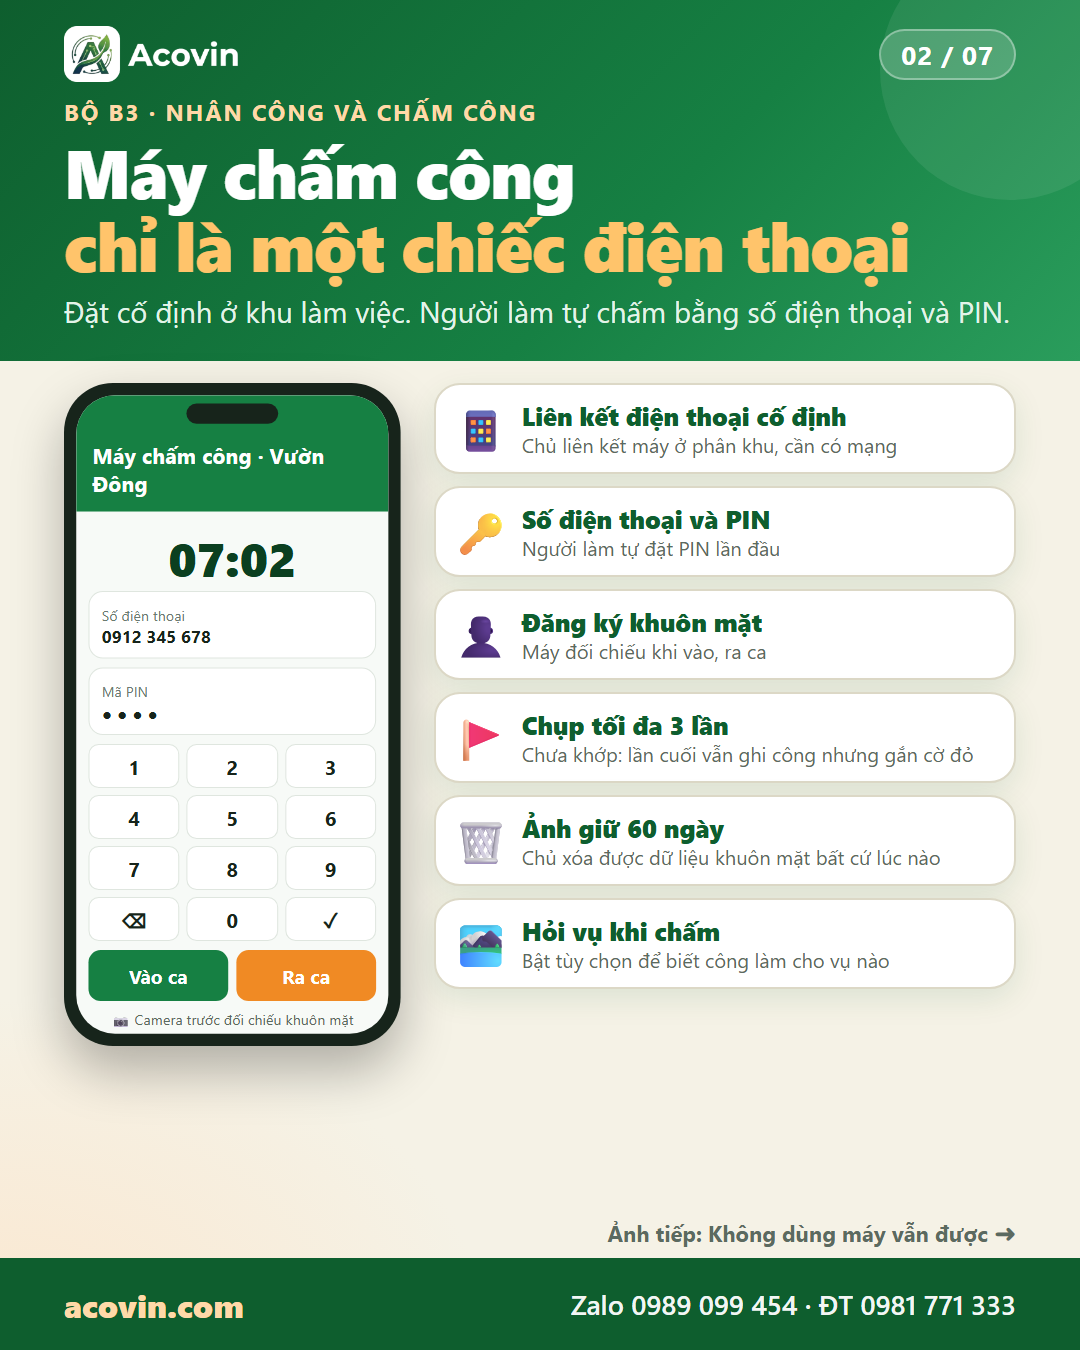 Acovin
02 / 07
BỘ B3 · NHÂN CÔNG VÀ CHẤM CÔNG
Máy chấm công
chỉ là một chiếc điện thoại
Đặt cố định ở khu làm việc. Người làm tự chấm bằng số điện thoại và PIN.
Máy chấm công · Vườn
Đông
07:02
Số điện thoại
0912 345 678
Mã PIN
● ● ● ●
1 2 3
4 5 6
7 8 9
⌫ 0 ✓
Vào ca Ra ca
Camera trước đối chiếu khuôn mặt
Liên kết điện thoại cố định
Chủ liên kết máy ở phân khu, cần có mạng
Số điện thoại và PIN
Người làm tự đặt PIN lần đầu
Đăng ký khuôn mặt
Máy đối chiếu khi vào, ra ca
Chụp tối đa 3 lần
Chưa khớp: lần cuối vẫn ghi công nhưng gắn cờ đỏ
Ảnh giữ 60 ngày
Chủ xóa được dữ liệu khuôn mặt bất cứ lúc nào
Hỏi vụ khi chấm
Bật tùy chọn để biết công làm cho vụ nào
Ảnh tiếp: Không dùng máy vẫn được ➜
acovin.com
Zalo 0989 099 454 · ĐT 0981 771 333